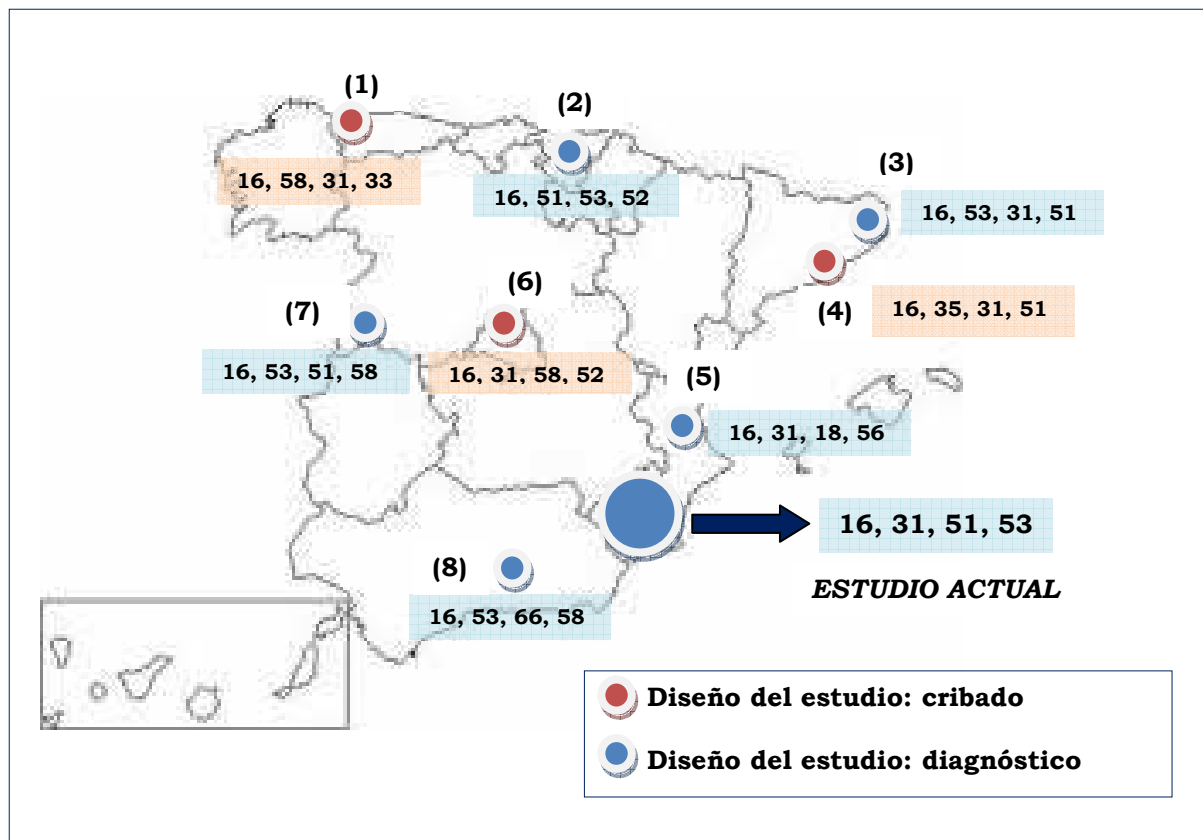 (1)
(2)
16, 58, 31, 33
16, 51, 53, 52
(3)
16, 53, 31, 51
(4)
16, 35, 31, 51
(6)
16, 31, 58, 52
(7)
16, 53, 51, 58
(5)
16, 31, 18, 56
16, 31, 51, 53
ESTUDIO ACTUAL
(8)
16, 53, 66, 58
Diseño del estudio: cribado
Diseño del estudio: diagnóstico